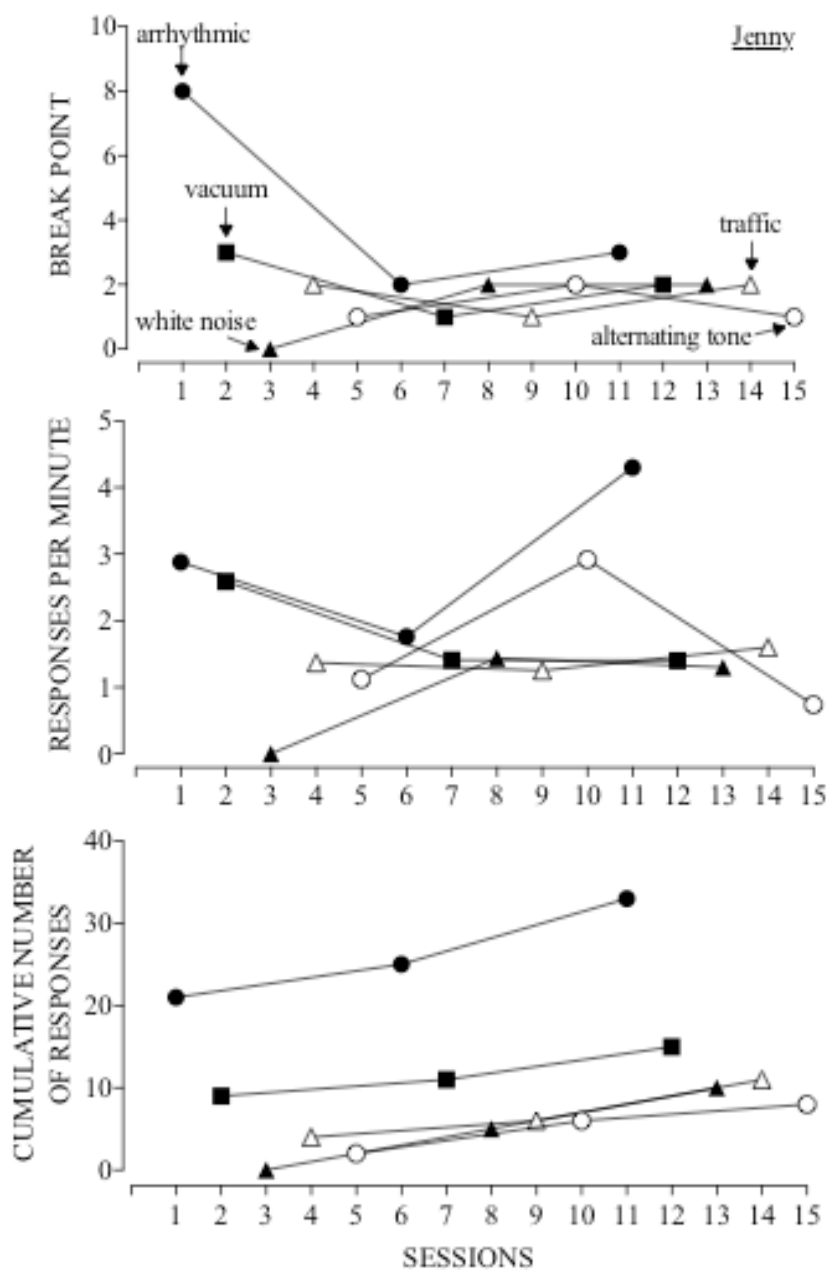 10
arrhythmic
Jenny
8
BREAK POINT
6
vacuum
4
traffic
2
white noise
alternating tone
0
1 2 3 4 5 6 7 8 9 10 11 12 13 14 15
5
RESPONSES PER MINUTE
4
3
2
1
0
1 2 3 4 5 6 7 8 9 10 11 12 13 14 15
40
CUMULATIVE NUMBER
OF RESPONSES
30
20
10
0
1 2 3 4 5 6 7 8 9 10 11 12 13 14 15
SESSIONS